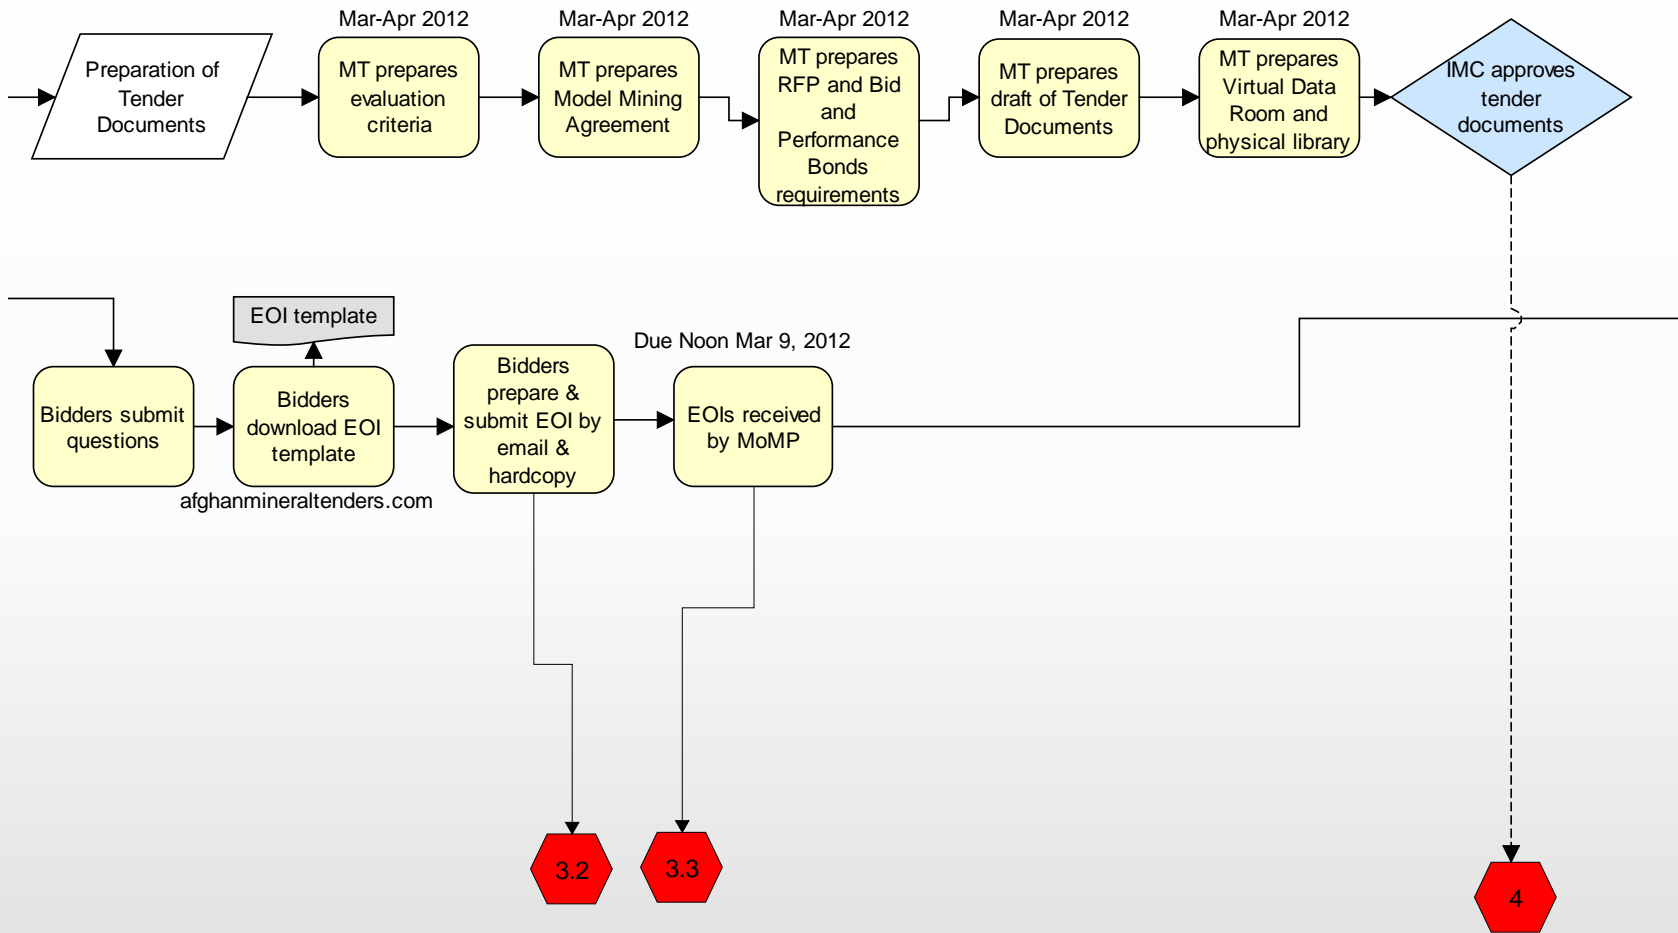 Mar-Apr 2012
Mar-Apr 2012
Mar-Apr 2012
Mar-Apr 2012
Mar-Apr 2012
Preparation of
Tender
Documents
MT prepares
evaluation
criteria
MT prepares
Model Mining
Agreement
MT prepares
RFP and Bid
and
Performance
Bonds
requirements
MT prepares
draft of Tender
Documents
MT prepares
Virtual Data
Room and
physical library
IMC approves
tender
documents
EOI template
Due Noon Mar 9, 2012
Bidders submit
questions
Bidders
download EOI
template
afghanmineraltenders.com
Bidders
prepare &
submit EOI by
email &
hardcopy
EOIs received
by MoMP
3.2
3.3
4